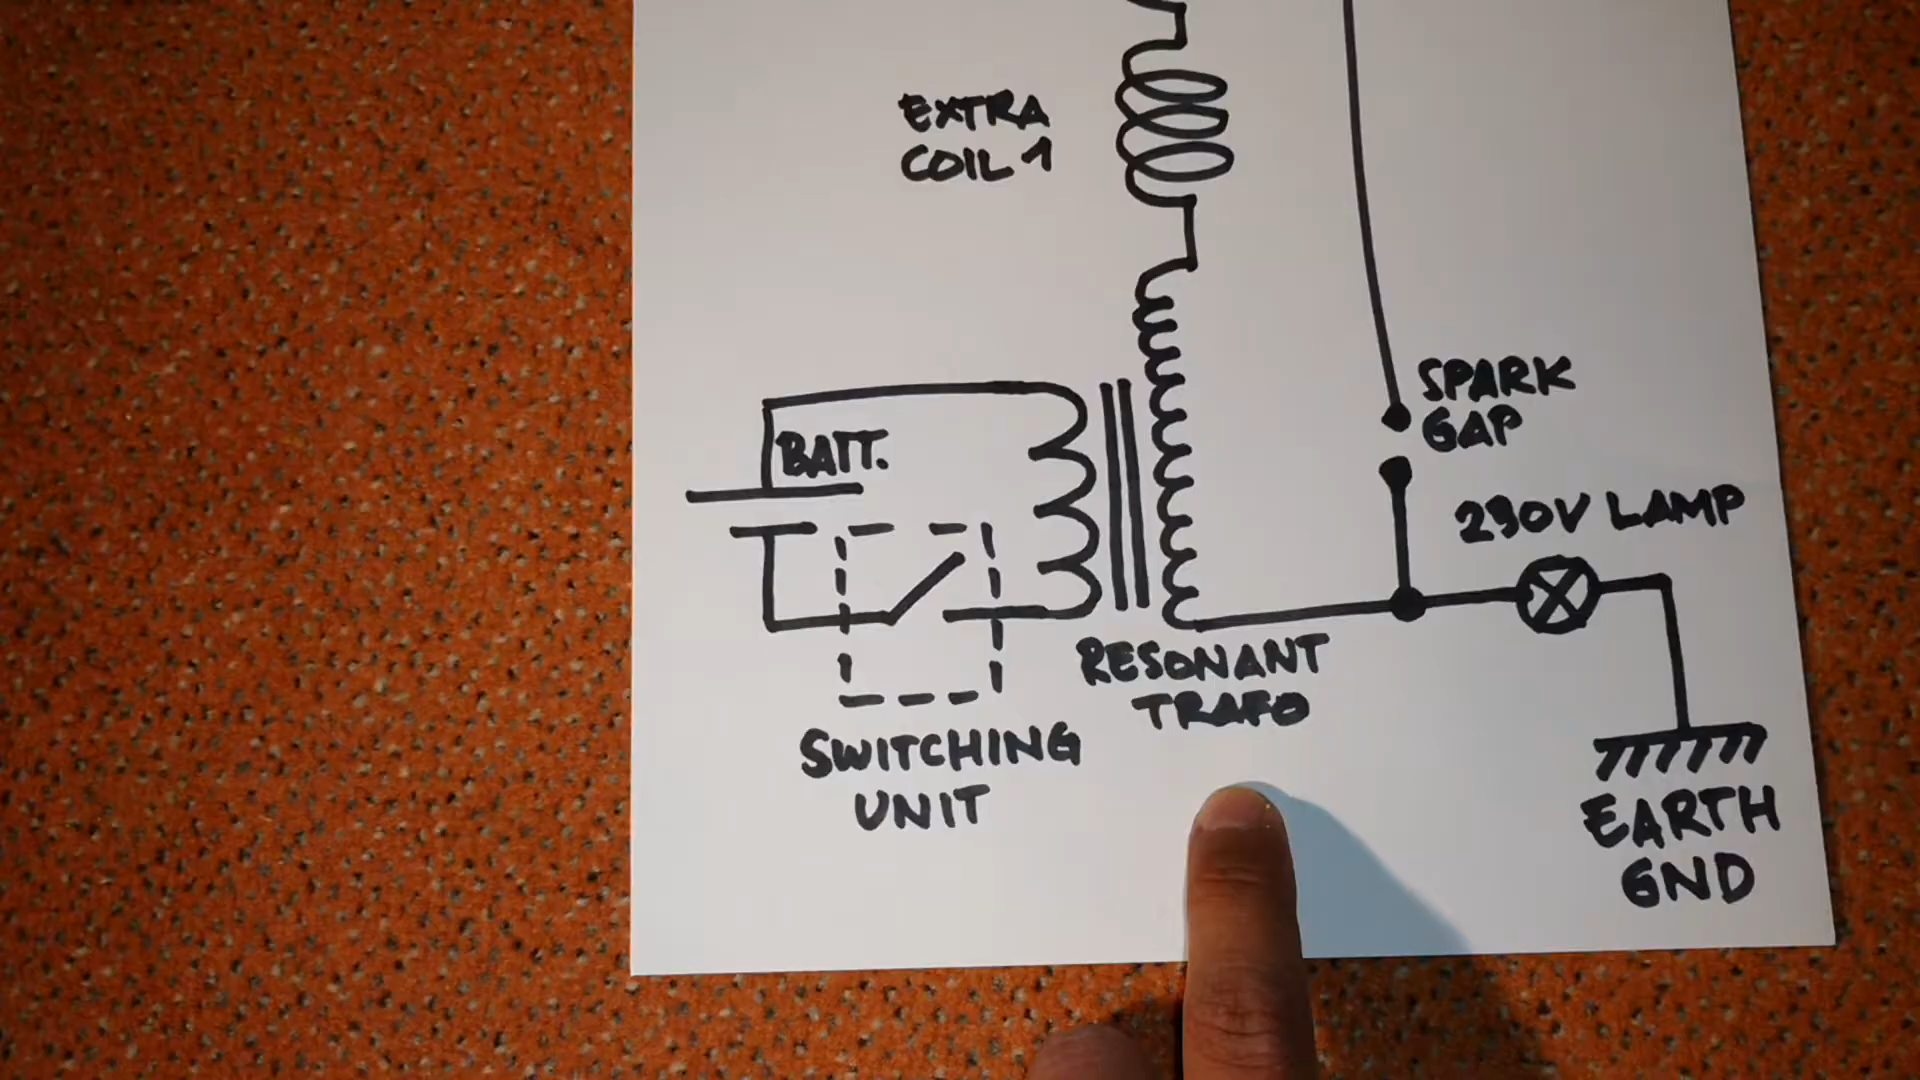 EXTRA
COIL 1
SPARK
GAP
BATT.
230V LAMP
RESONANT
TRAFO
SWITCHING
UNIT
EARTH
GND